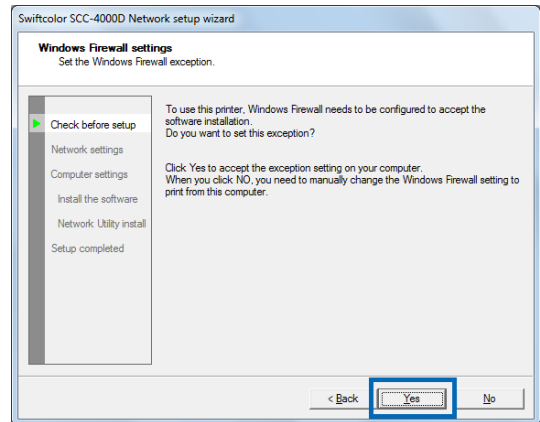 Swiftcolor SCC-4000D Network setup wizard
Windows Firewall settings
Set the Windows Firewall exception.
Check before setup
Network settings
Computer settings
Install the software
Network Utility install
Setup completed
To use this printer, Windows Firewall needs to be configured to accept the
software installation.
Do you want to set this exception?
Click Yes to accept the exception setting on your computer.
When you click NO, you need to manually change the Windows Firewall setting to
print from this computer.
< Back
Yes
No